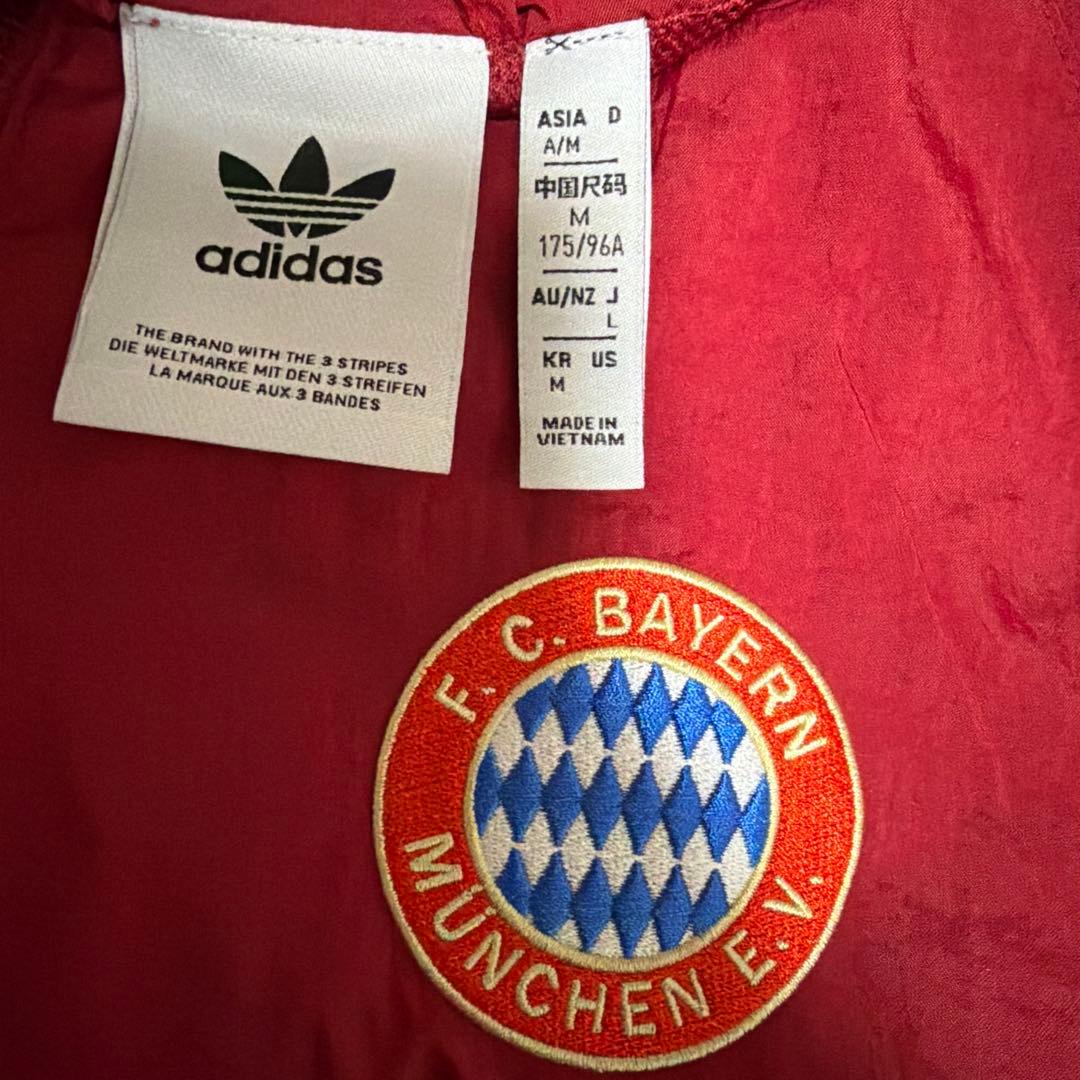 adidas
THE BRAND WITH THE 3 STRIPES
DIE WELTMARKE MIT DEN 3 STREIFEN
LA MARQUE AUX 3 BANDES
ASIA D
A/M
中国尺码
M
175/96A
AU/NZ J
L
KR US
M
MADE IN
VIETNAM
F. C. BAYERN
MÜNCHEN E.V.